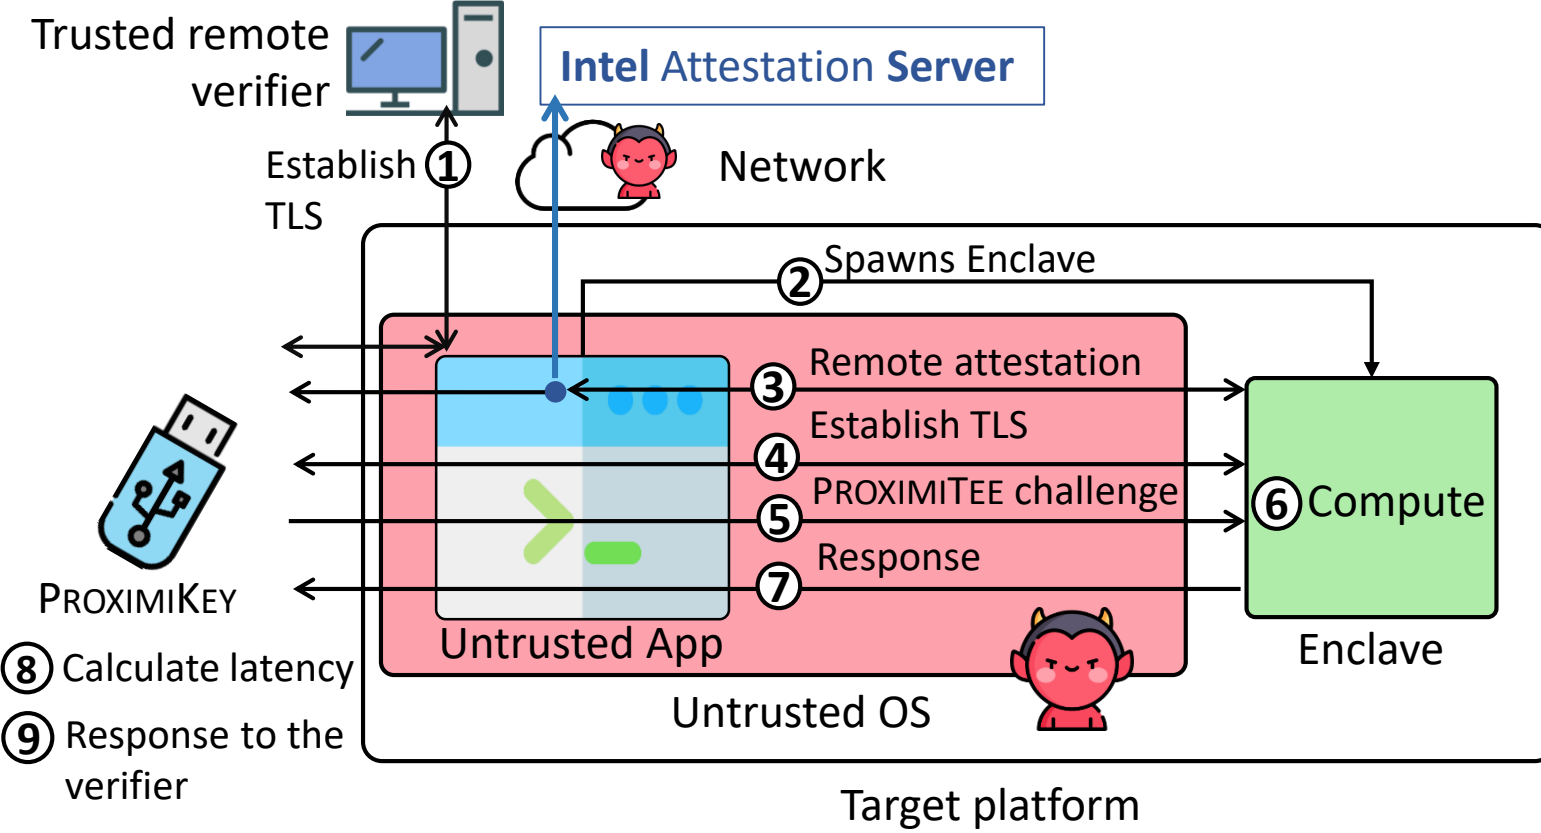 Trusted remote
verifier
Intel Attestation Server
Establish
TLS
1
Network
2 Spawns Enclave
Remote attestation
3
Establish TLS
4
PROXIMITEE challenge
5
6 Compute
Response
7
PROXIMIKEY
Untrusted App
Enclave
8 Calculate latency
Untrusted OS
9 Response to the
verifier
Target platform